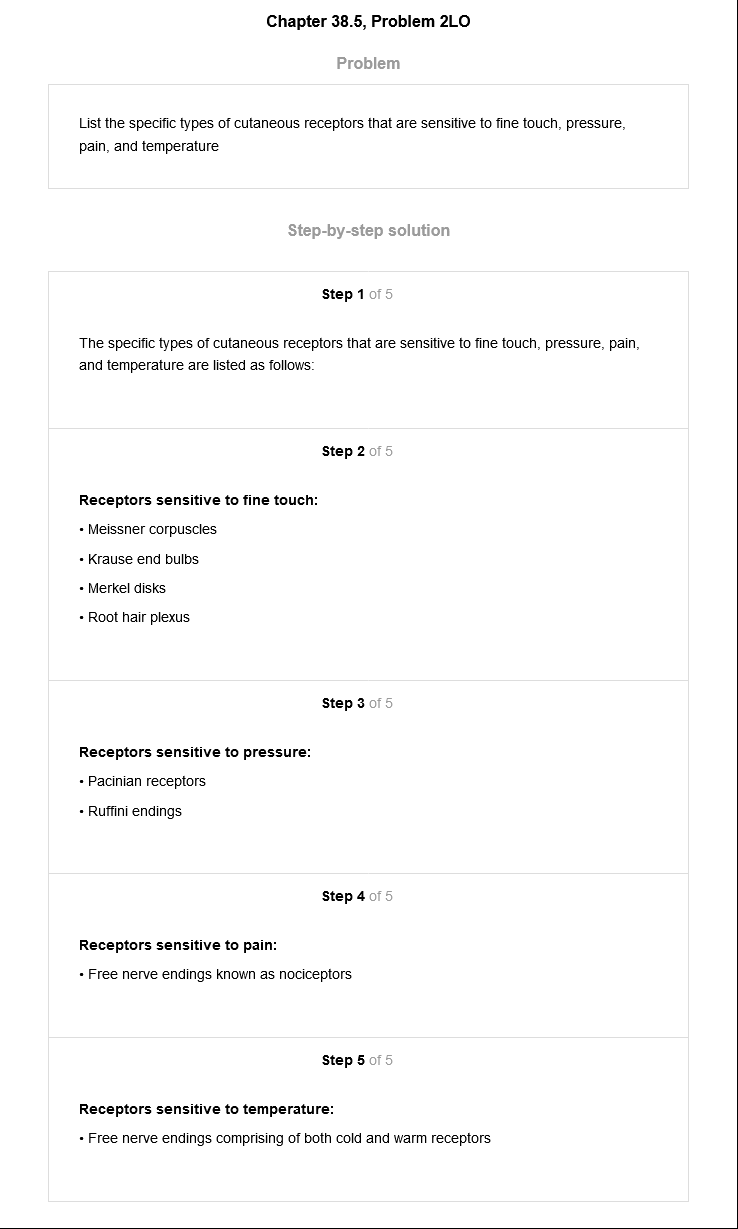 Chapter 38.5, Problem 2LO
Problem
List the specific types of cutaneous receptors that are sensitive to fine touch, pressure,
pain, and temperature
Step-by-step solution
Step 1 of 5
The specific types of cutaneous receptors that are sensitive to fine touch, pressure, pain,
and temperature are listed as follows:
Step 2 of 5
Receptors sensitive to fine touch:
• Meissner corpuscles
• Krause end bulbs
• Merkel disks
• Root hair plexus
Step 3 of 5
Receptors sensitive to pressure:
• Pacinian receptors
• Ruffini endings
Step 4 of 5
Receptors sensitive to pain:
• Free nerve endings known as nociceptors
Step 5 of 5
Receptors sensitive to temperature:
• Free nerve endings comprising of both cold and warm receptors